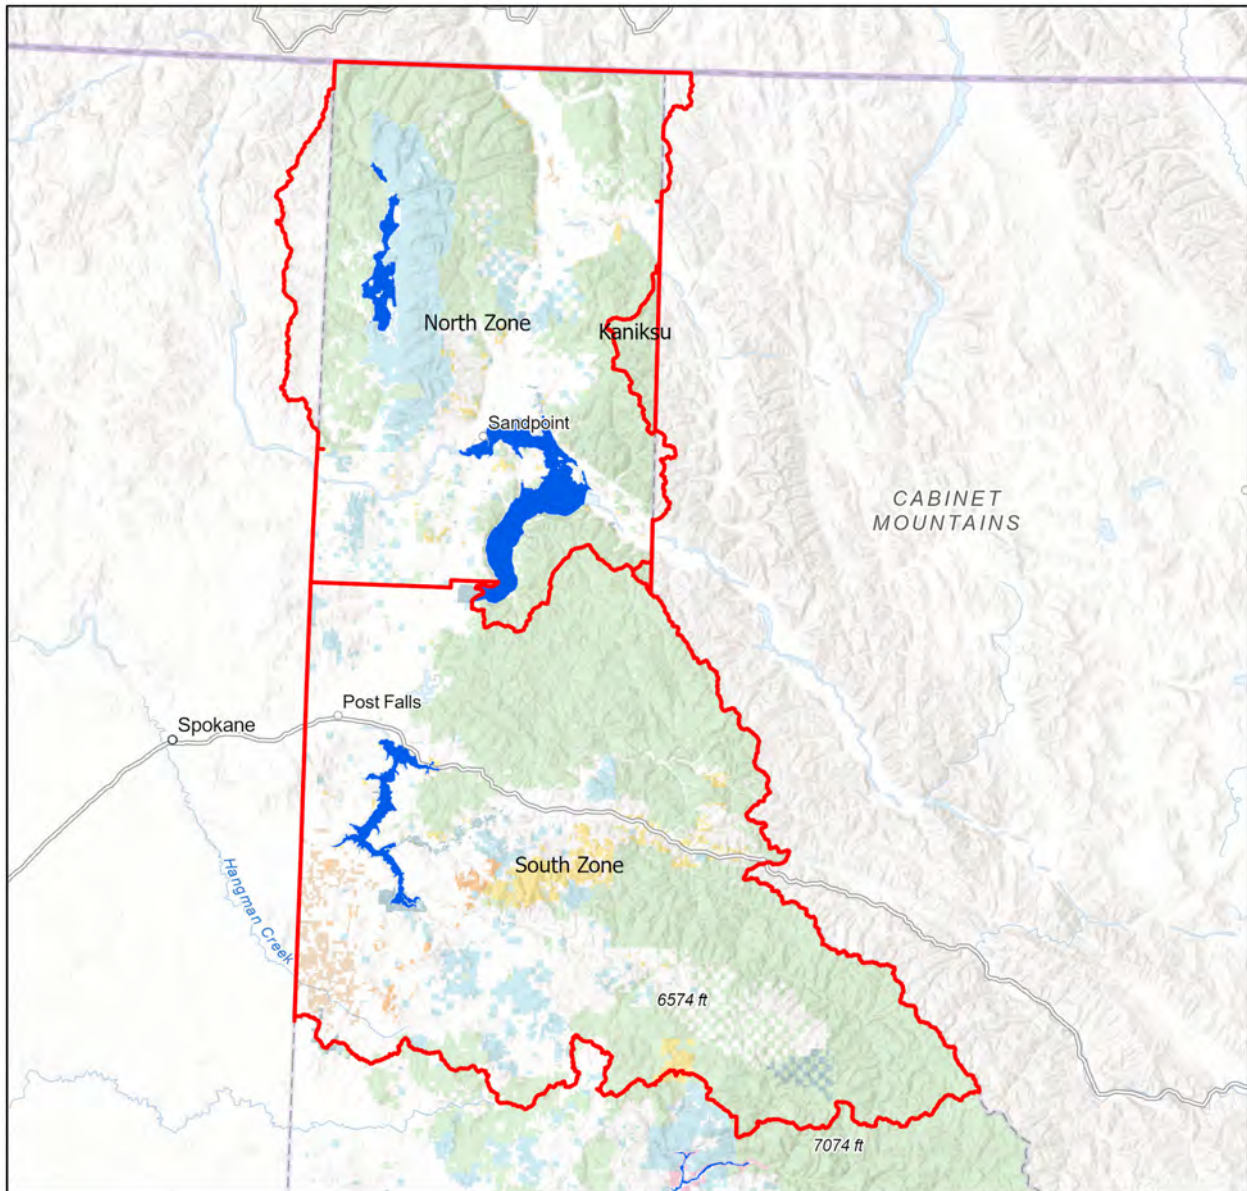 North Zone
Kaniksu
Sandpoint
CABINET
MOUNTAINS
Post Falls
Spokane
South Zone
Hangman Creek
6574 ft
7074 ft